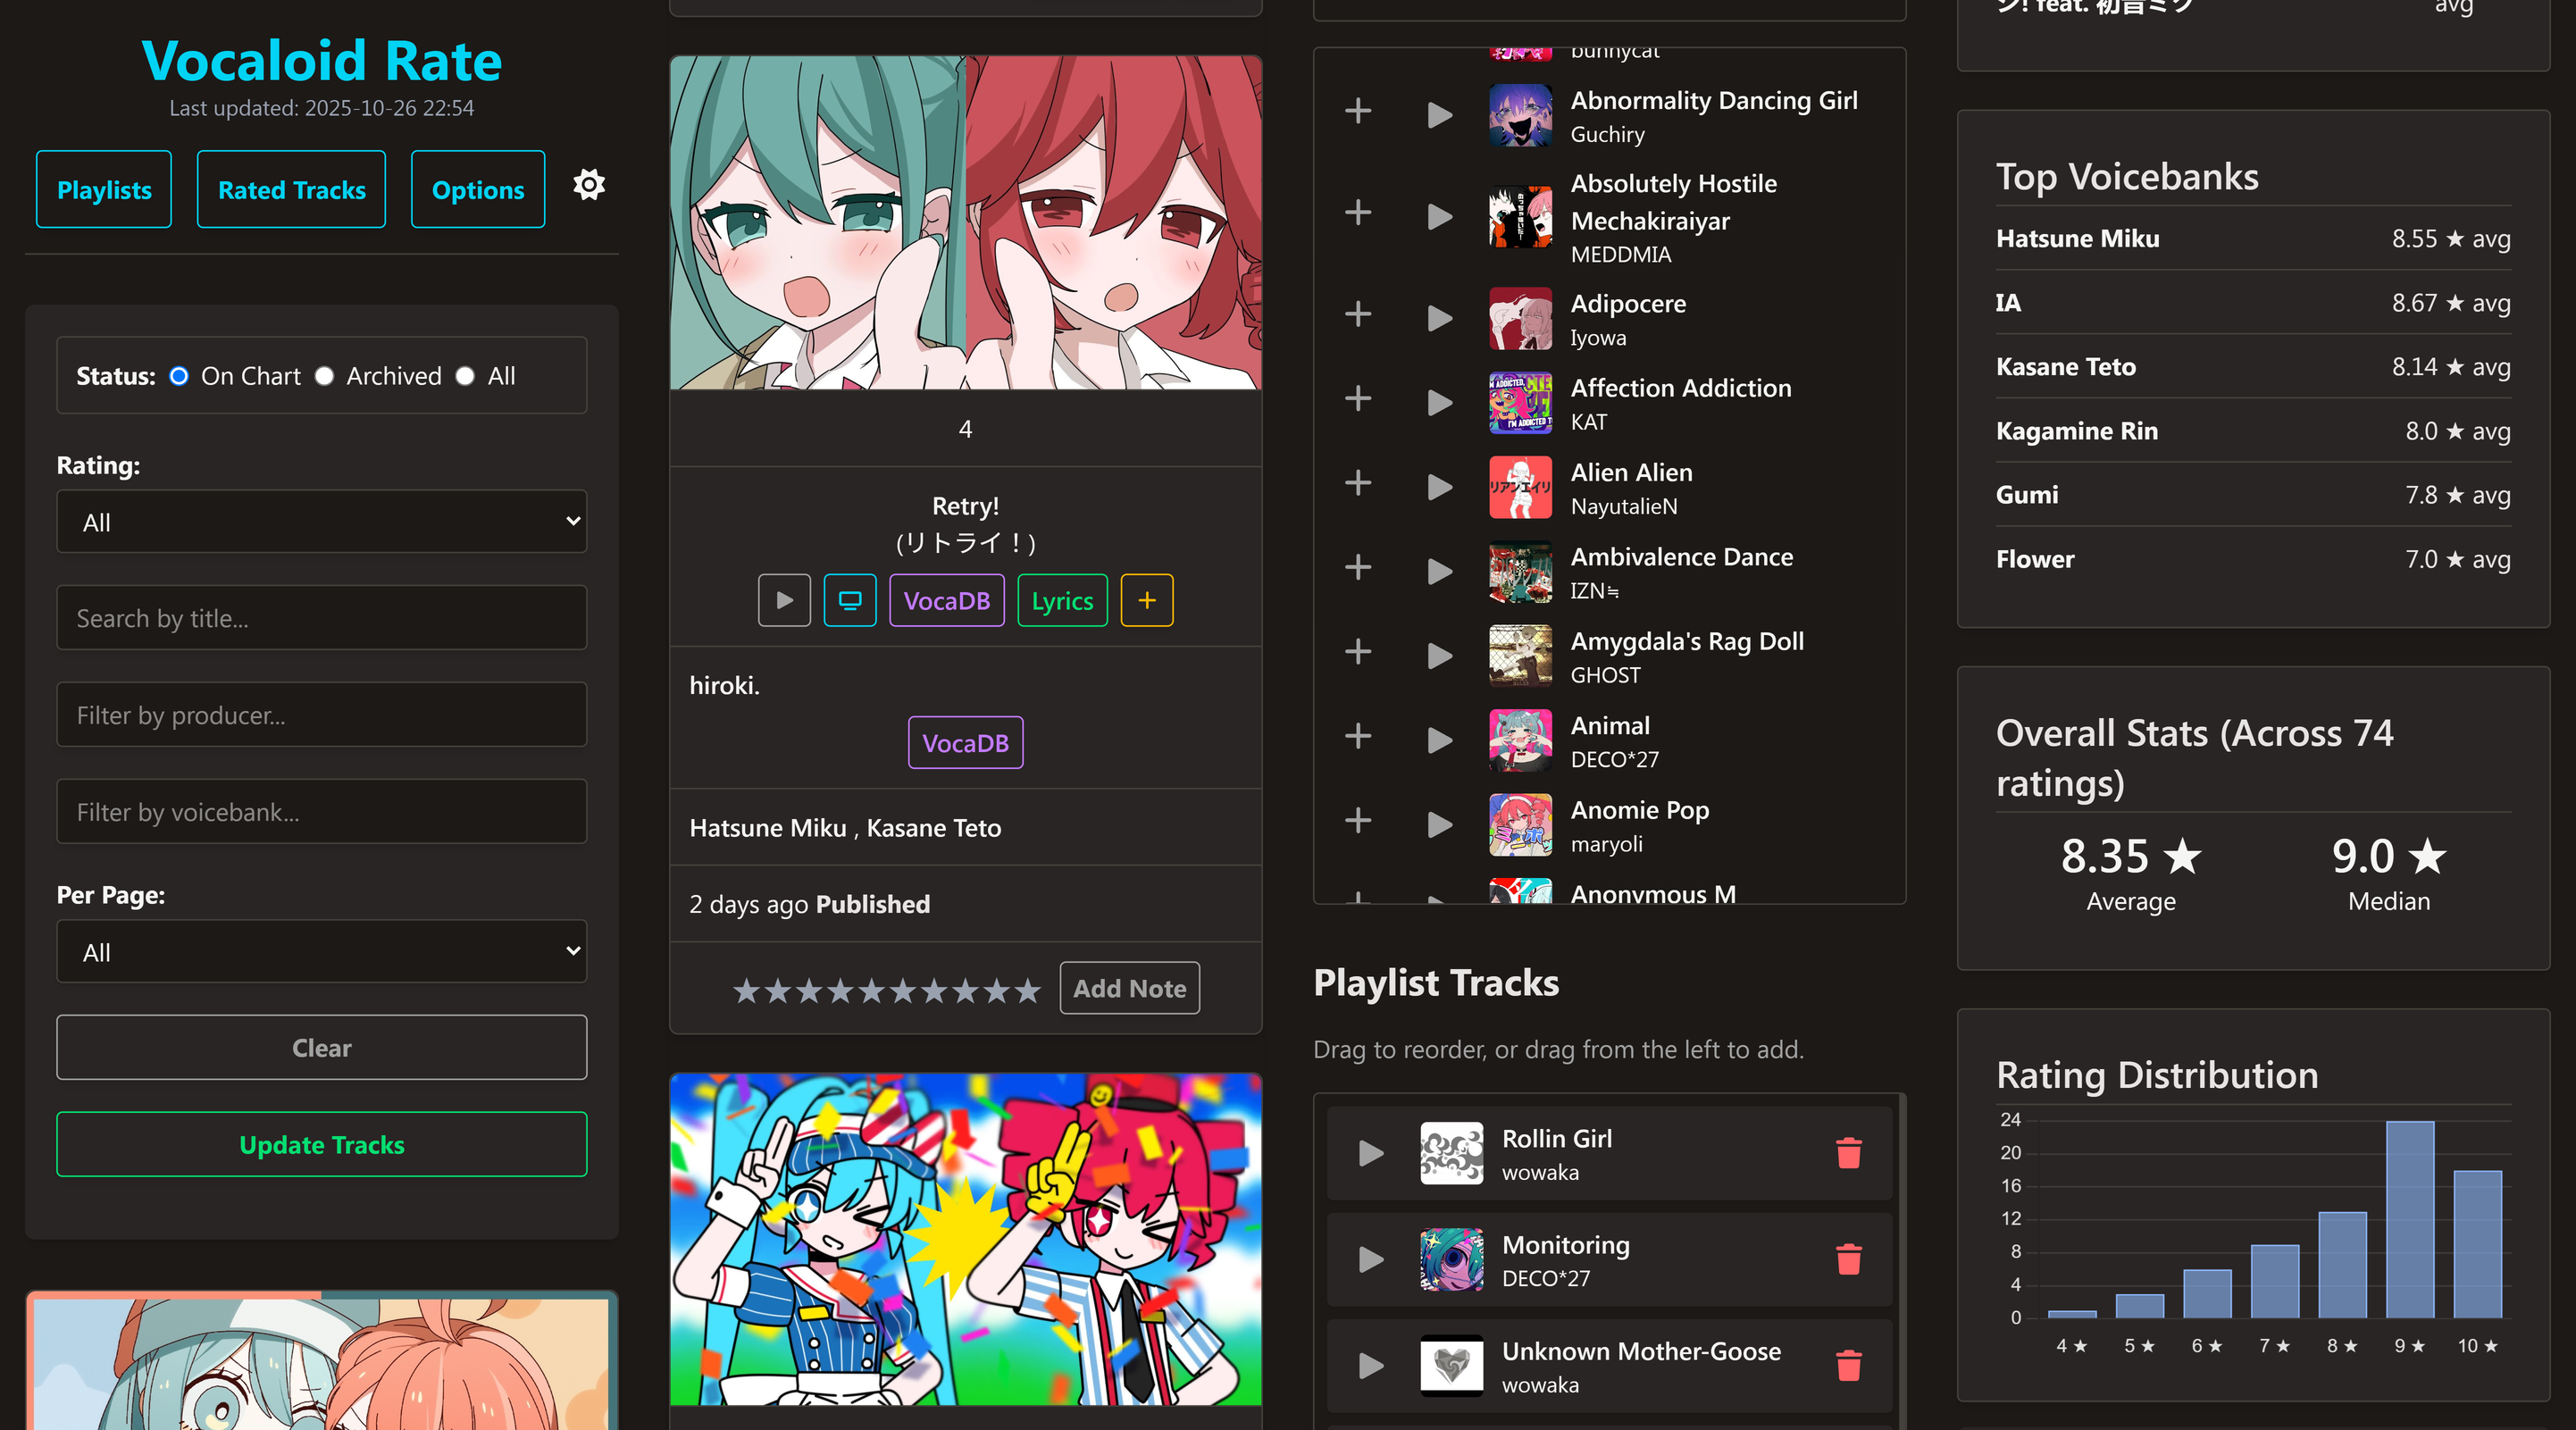 Vocaloid Rate
Last updated: 2025-10-26 22:54
Playlists
Rated Tracks
Options
Status: On Chart Archived All
Rating:
All
Search by title...
Filter by producer...
Filter by voicebank...
Per Page:
All
Clear
Update Tracks
4
Retry!
(リトライ！)
VocaDB
Lyrics
hiroki.
VocaDB
Hatsune Miku , Kasane Teto
2 days ago Published
Add Note
bunnycat
Abnormality Dancing Girl
Guchiry
Absolutely Hostile
Mechakiraiyar
MEDDMIA
Adipocere
Iyowa
Affection Addiction
KAT
Alien Alien
NayutalieN
Ambivalence Dance
IZN≒
Amygdala's Rag Doll
GHOST
Animal
DECO*27
Anomie Pop
maryoli
Anonymous M
Playlist Tracks
Drag to reorder, or drag from the left to add.
Rollin Girl
wowaka
Monitoring
DECO*27
Unknown Mother-Goose
wowaka
ジ! feat. 初音ミク
avg
Top Voicebanks
Hatsune Miku 8.55 ★ avg
IA 8.67 ★ avg
Kasane Teto 8.14 ★ avg
Kagamine Rin 8.0 ★ avg
Gumi 7.8 ★ avg
Flower 7.0 ★ avg
Overall Stats (Across 74
ratings)
8.35 ★
Average
9.0 ★
Median
Rating Distribution
24
20
16
12
8
4
0
4 ★ 5 ★ 6 ★ 7 ★ 8 ★ 9 ★ 10 ★